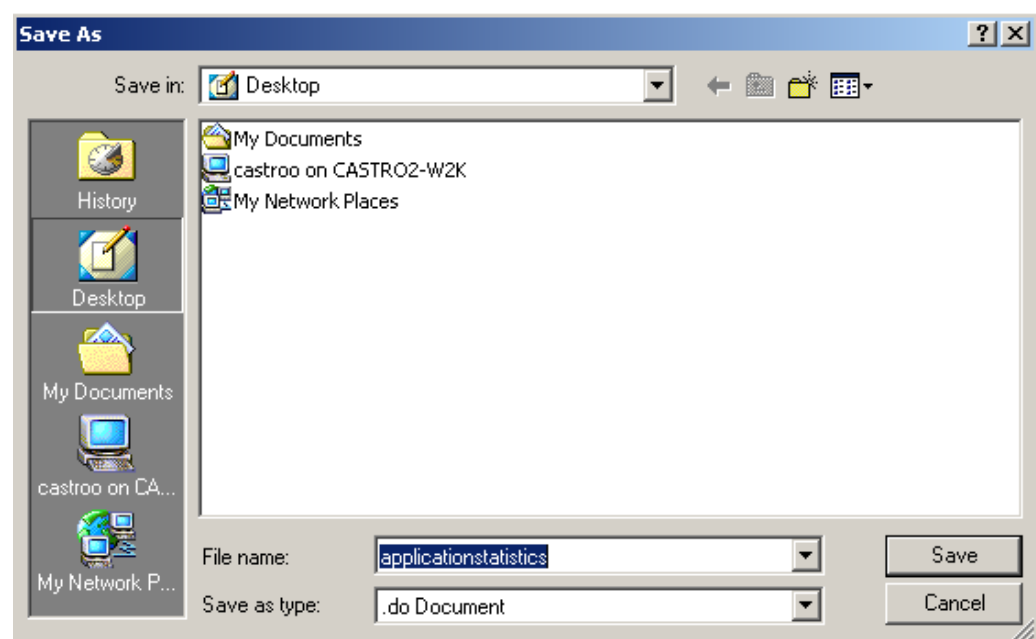 Save As
Save in: Desktop
History
Desktop
My Documents
castroo on CA...
My Network P...
My Documents
castroo on CASTRO2-W2K
My Network Places
File name: applicationstatistics Save
Save as type: .do Document Cancel